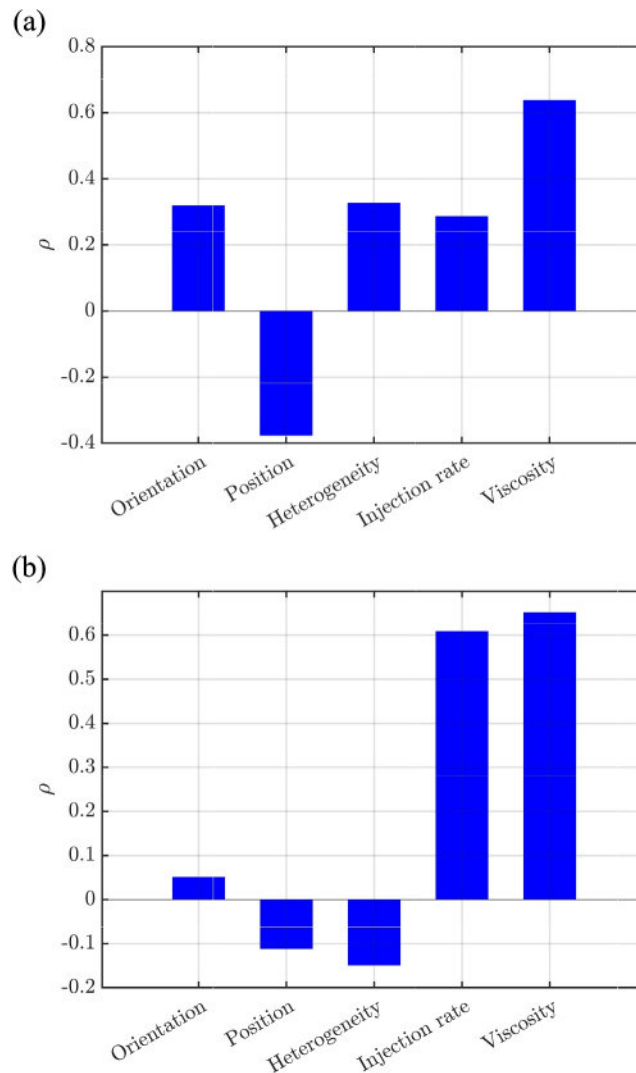 (a)
0.8
0.6
0.4
0.2
0
-0.2
-0.4
ρ
Orientation
Position
Heterogeneity
Injection rate
Viscosity
(b)
0.6
0.5
0.4
0.3
0.2
0.1
0
-0.1
-0.2
ρ
Orientation
Position
Heterogeneity
Injection rate
Viscosity